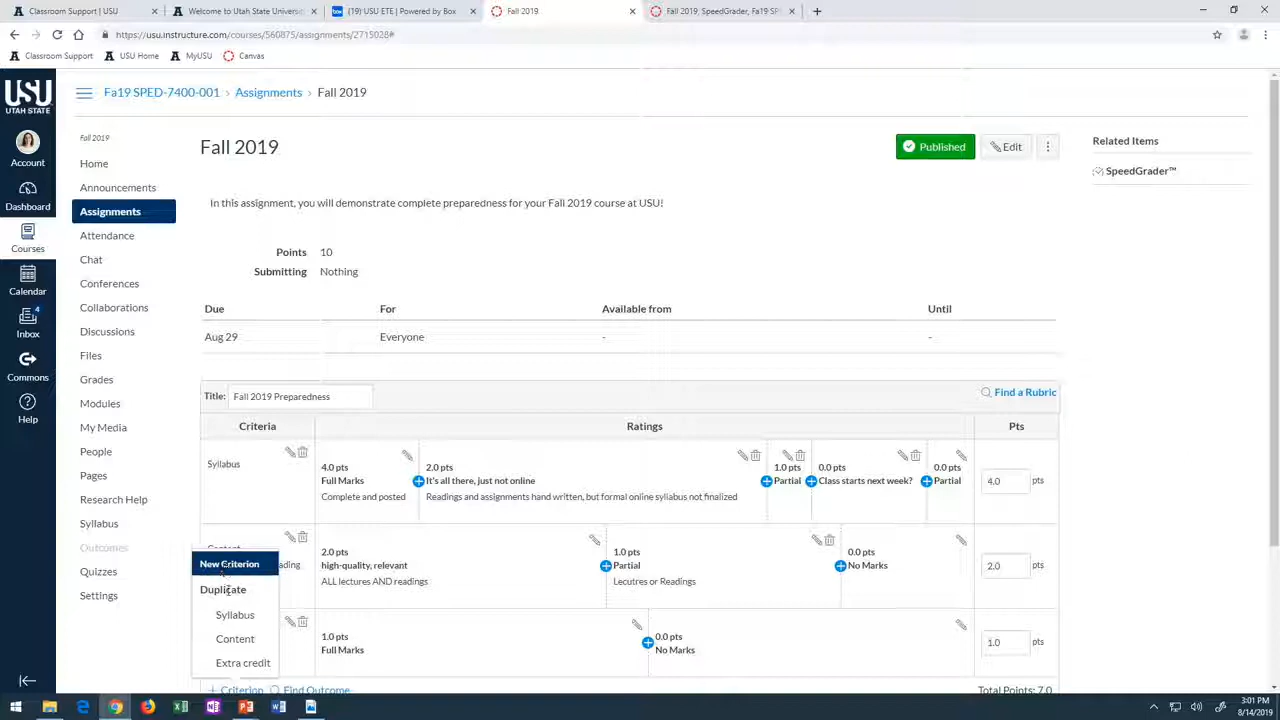 Classroom Support
Welcome to Utah State Universi
(19) USU ETE | Powered by Box
Fall 2019
Fall 2019, SpeedGrader, Fa19 SP
https://usu.instructure.com/courses/560875/assignments/2715028#
Classroom Support
USU Home
MyUSU
Canvas
USU
UTAH STATE
Account
Dashboard
Courses
Calendar
4
Inbox
Commons
Help
Fa19 SPED-7400-001 › Assignments › Fall 2019
Fall 2019
Home
Announcements
Assignments
Attendance
Chat
Conferences
Collaborations
Discussions
Files
Grades
Modules
My Media
People
Pages
Research Help
Syllabus
Outcomes
Quizzes
Settings
Fall 2019
Published
Edit
Related Items
SpeedGrader™
In this assignment, you will demonstrate complete preparedness for your Fall 2019 course at USU!
Points 10
Submitting Nothing
Due For Available from Until
Aug 29 Everyone - -
Title: Fall 2019 Preparedness
Find a Rubric
Criteria Ratings Pts
Syllabus
4.0 pts
Full Marks
Complete and posted
2.0 pts
It's all there, just not online
Readings and assignments hand written, but formal online syllabus not finalized
1.0 pts
Partial
0.0 pts
Class starts next week?
0.0 pts
Partial
4.0 pts
Content
ading
2.0 pts
high-quality, relevant
ALL lectures AND readings
1.0 pts
Partial
Lecutres or Readings
0.0 pts
No Marks
2.0 pts
1.0 pts
Full Marks
0.0 pts
No Marks
1.0 pts
New Criterion
Duplicate
Syllabus
Content
Extra credit
Criterion
Find Outcome
Total Points: 7.0
3:01 PM
8/14/2019